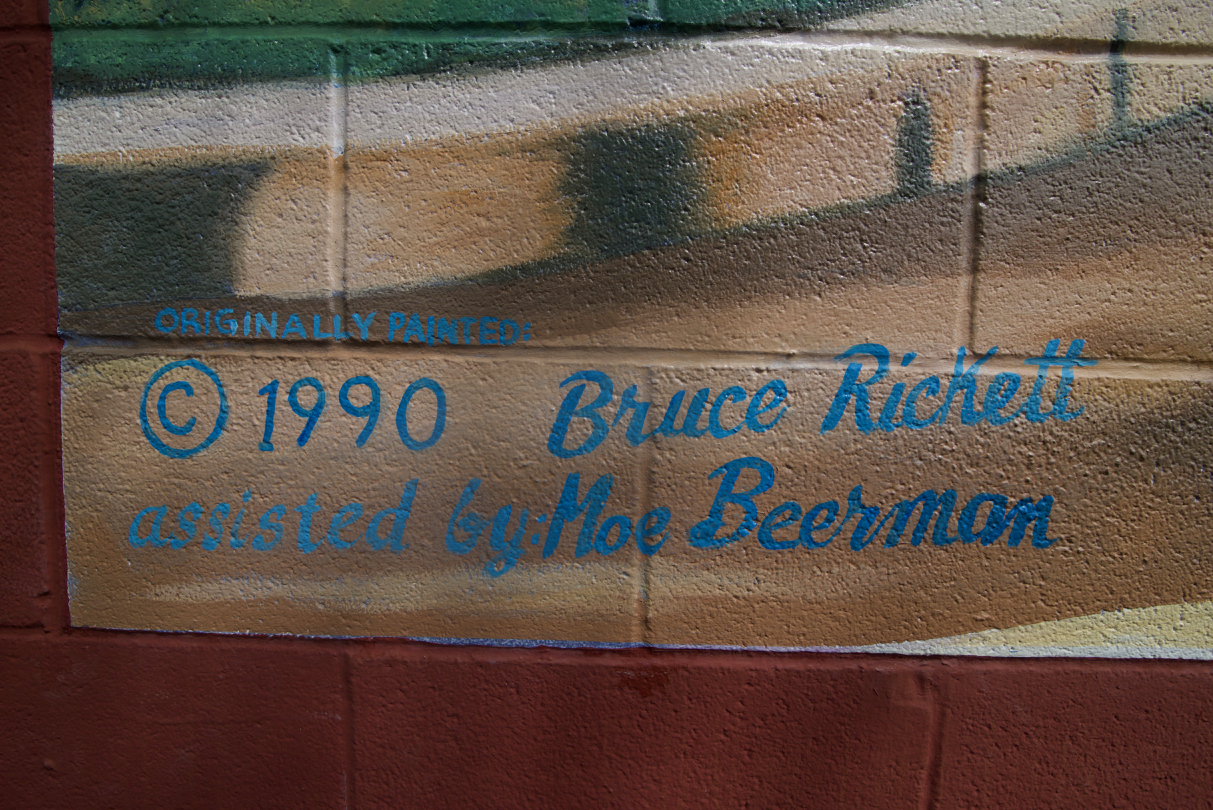 ORIGINALLY PAINTED:
© 1990 Bruce Rickett
assisted by: Moe Beerman